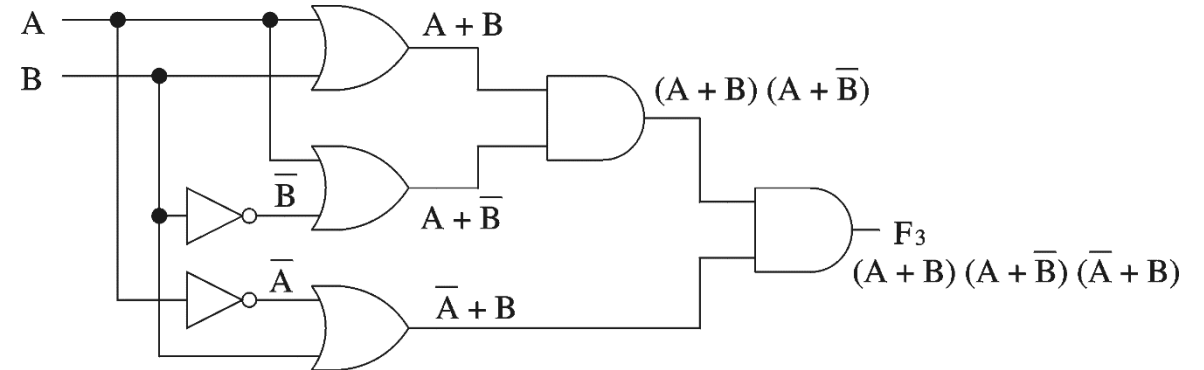 A
A + B
B
(A + B) (A + B̅)
B̅
A + B̅
F₃
(A + B) (A + B̅) (A̅ + B)
A̅
A̅ + B